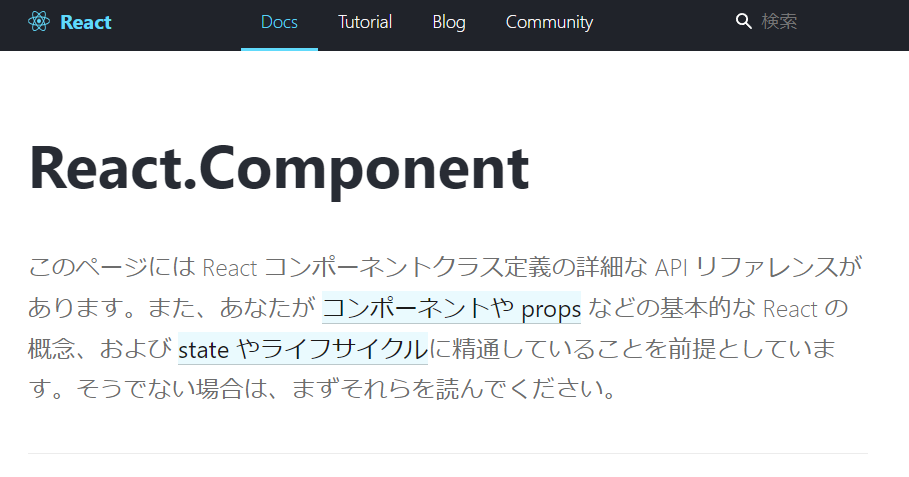 React Docs Tutorial Blog Community 検索
React.Component
このページには React コンポーネントクラス定義の詳細な API リファレンスが
あります。また、あなたが コンポーネントや props などの基本的な React の
概念、および state やライフサイクルに精通していることを前提としていま
す。そうでない場合は、まずそれらを読んでください。